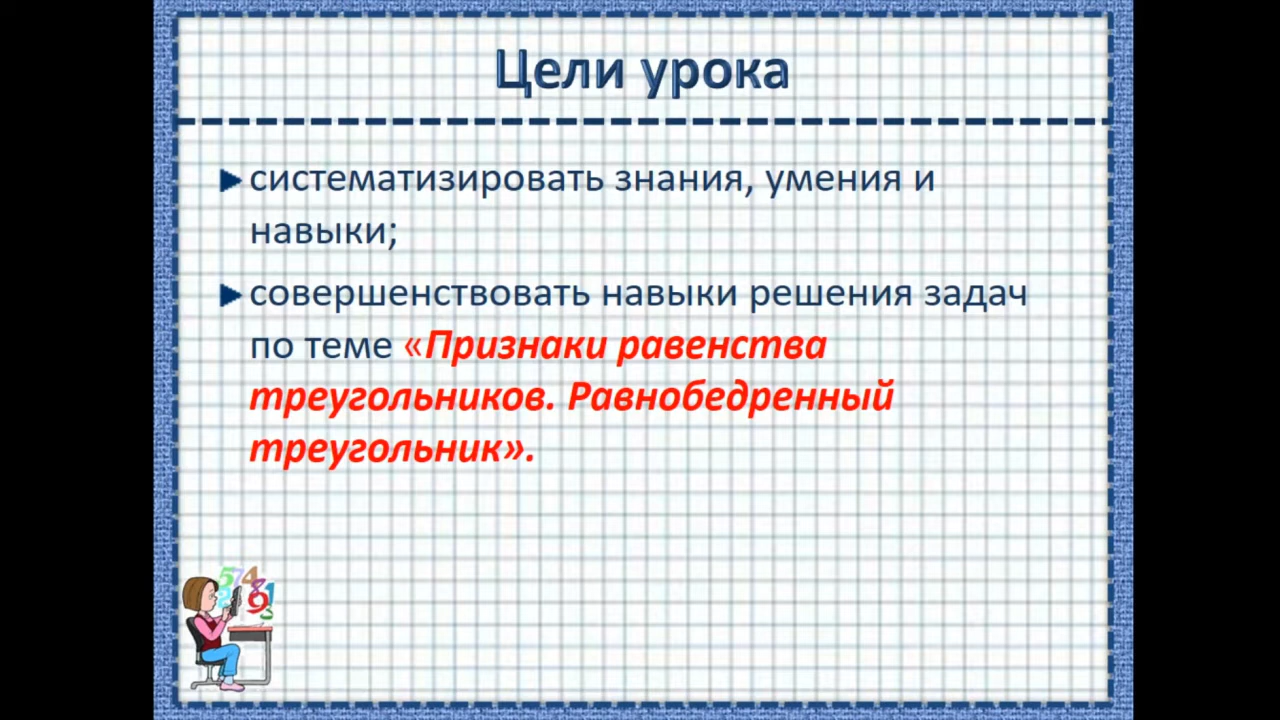 Цели урока
систематизировать знания, умения и
навыки;
совершенствовать навыки решения задач
по теме «Признаки равенства
треугольников. Равнобедренный
треугольник».